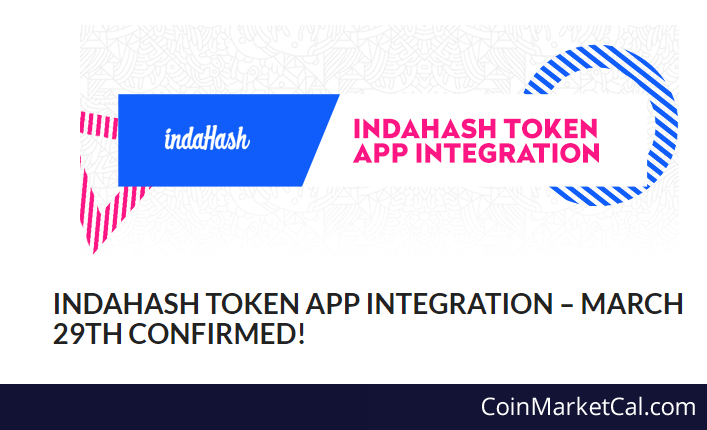 indaHash
INDAHASH TOKEN
APP INTEGRATION
INDAHASH TOKEN APP INTEGRATION – MARCH
29TH CONFIRMED!
CoinMarketCal.com